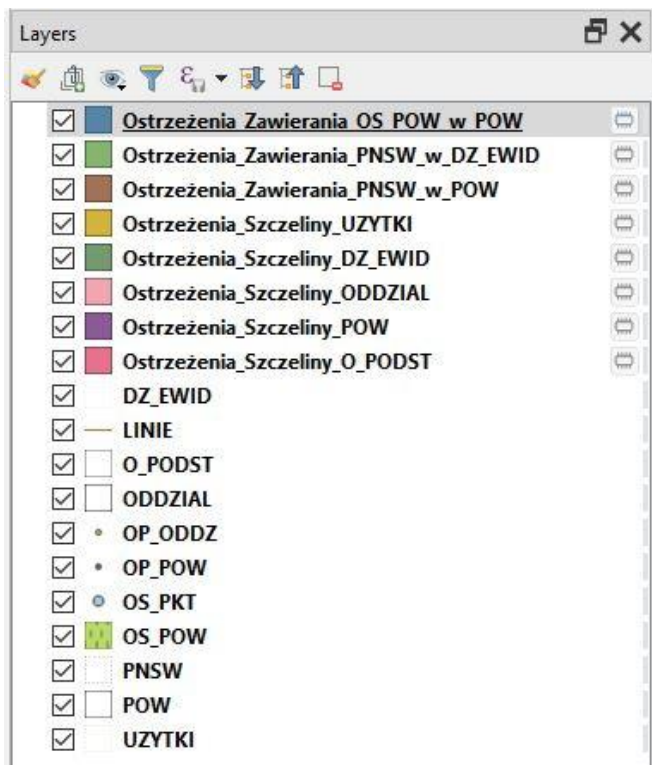 Layers
Ostrzeżenia_Zawierania_OS_POW_w_POW
Ostrzeżenia_Zawierania_PNSW_w_DZ_EWID
Ostrzeżenia_Zawierania_PNSW_w_POW
Ostrzeżenia_Szczeliny_UZYTKI
Ostrzeżenia_Szczeliny_DZ_EWID
Ostrzeżenia_Szczeliny_ODDZIAL
Ostrzeżenia_Szczeliny_POW
Ostrzeżenia_Szczeliny_O_PODST
DZ_EWID
LINIE
O_PODST
ODDZIAL
OP_ODDZ
OP_POW
OS_PKT
OS_POW
PNSW
POW
UZYTKI